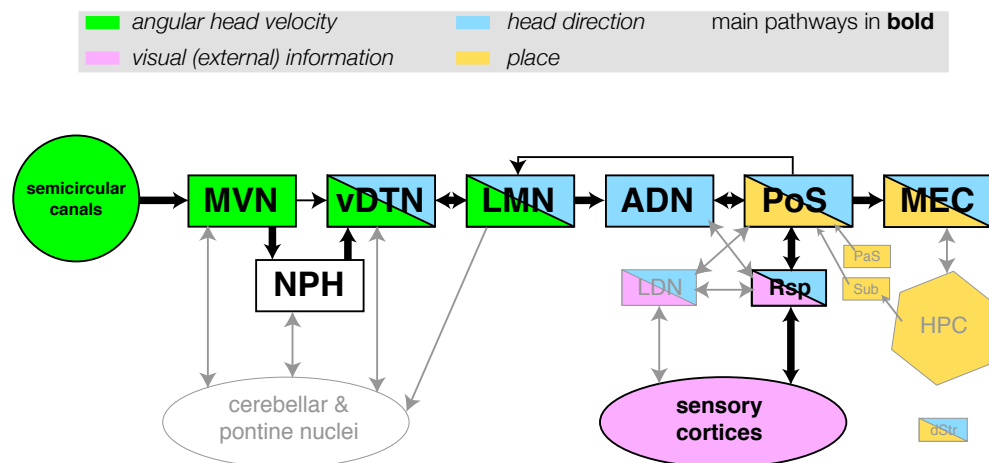 angular head velocity
head direction
main pathways in bold
visual (external) information
place
semicircular
canals
MVN
vDTN
LMN
ADN
PoS
MEC
NPH
LDN
Rsp
PaS
Sub
HPC
cerebellar &
pontine nuclei
sensory
cortices
dStr